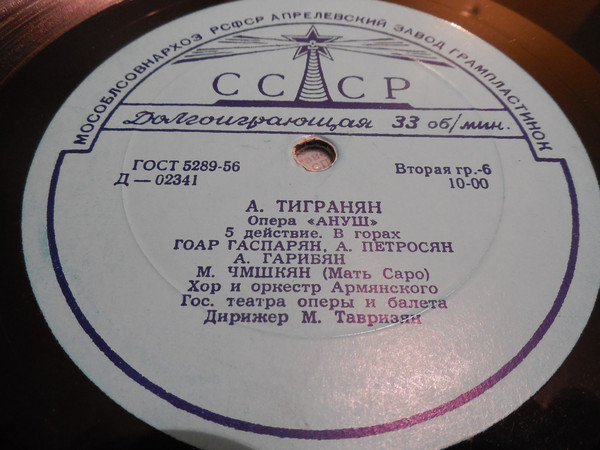 МОСОБЛСОВНАРХОЗ РСФСР АПРЕЛЕВСКИЙ ЗАВОД ГРАМПЛАСТИНОК
СССР
Долгоиграющая 33 об/мин.
ГОСТ 5289-56
Д — 02341
Вторая гр.-6
10-00
А. ТИГРАНЯН
Опера «АНУШ»
5 действие. В горах
ГОАР ГАСПАРЯН, А. ПЕТРОСЯН
А. ГАРИБЯН
М. ЧМШКЯН (Мать Саро)
Хор и оркестр Армянского
Гос. театра оперы и балета
Дирижер М. Тавризян